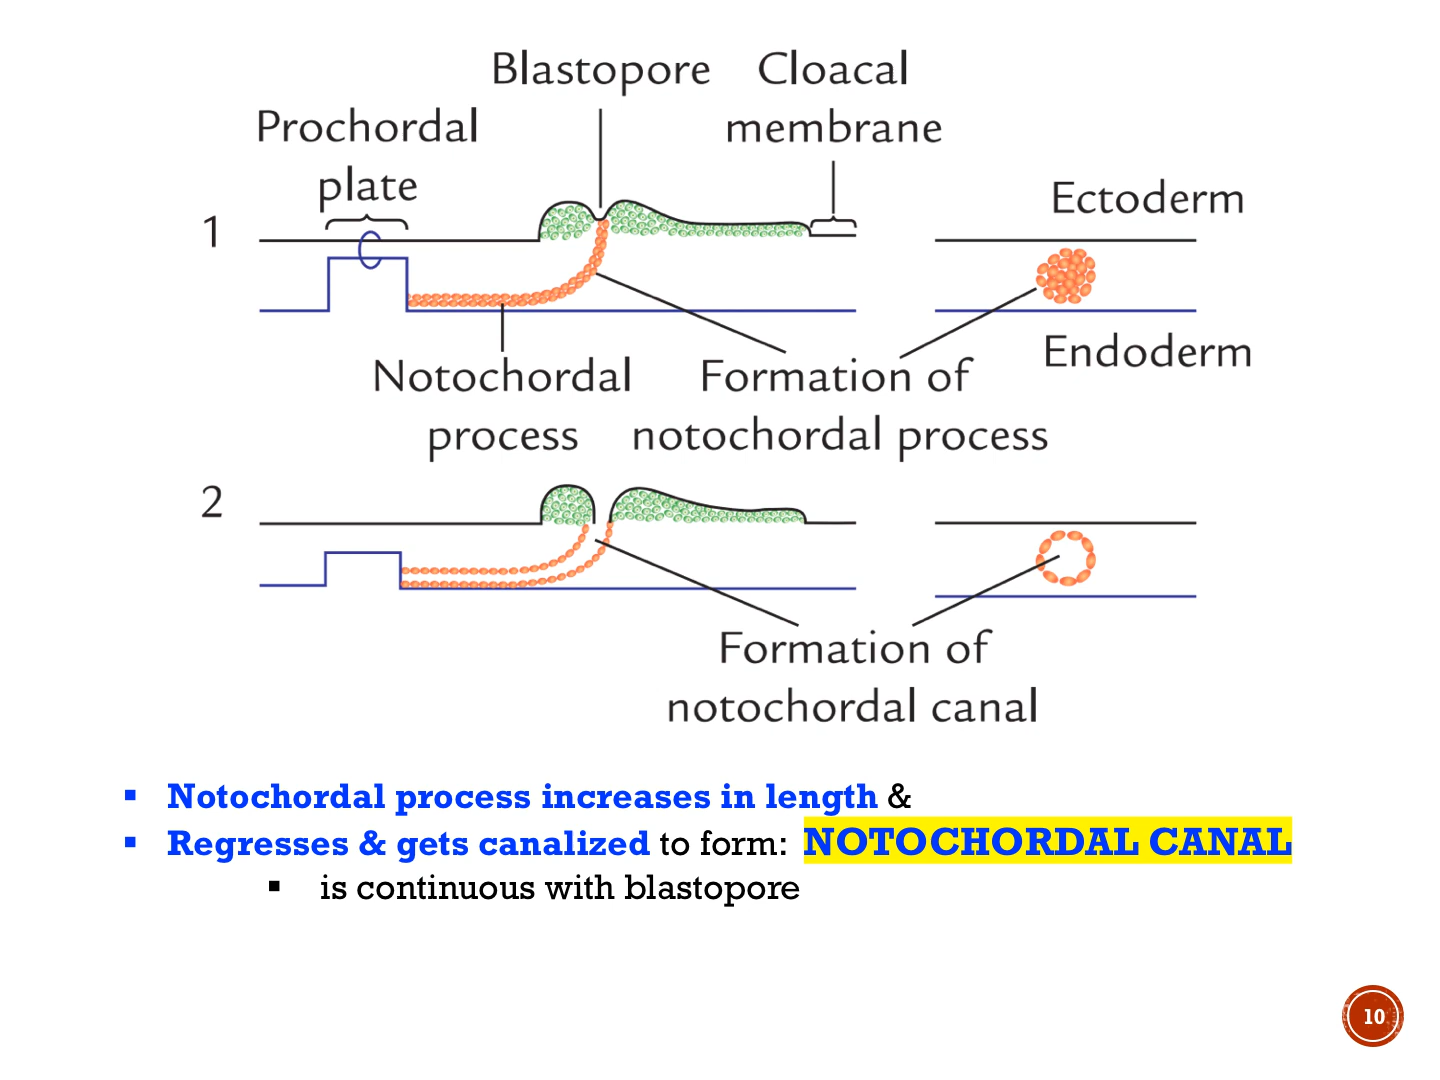 Blastopore Cloacal
Prochordal membrane
plate
1
Ectoderm
Notochordal Formation of Endoderm
process notochordal process
2
Formation of
notochordal canal
▪ Notochordal process increases in length &
▪ Regresses & gets canalized to form: NOTOCHORDAL CANAL
▪ is continuous with blastopore
10